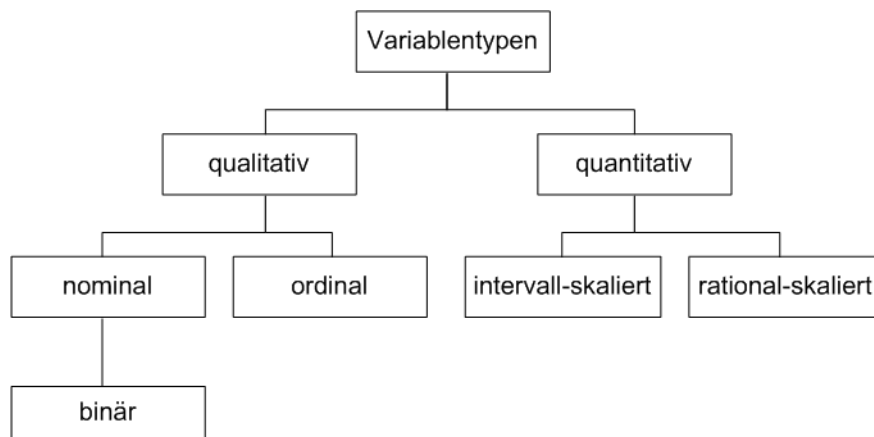 Variablentypen
qualitativ
quantitativ
nominal
ordinal
intervall-skaliert
rational-skaliert
binär